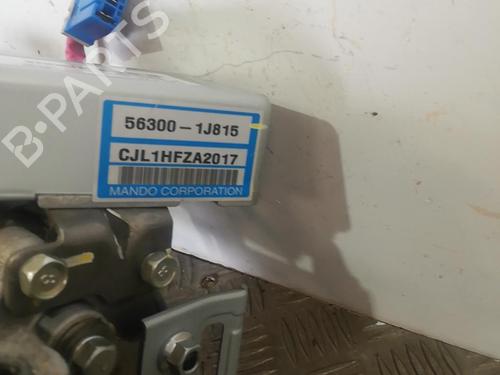 B-PARTS
56300-1J815
CJL1HFZA2017
MANDO CORPORATION